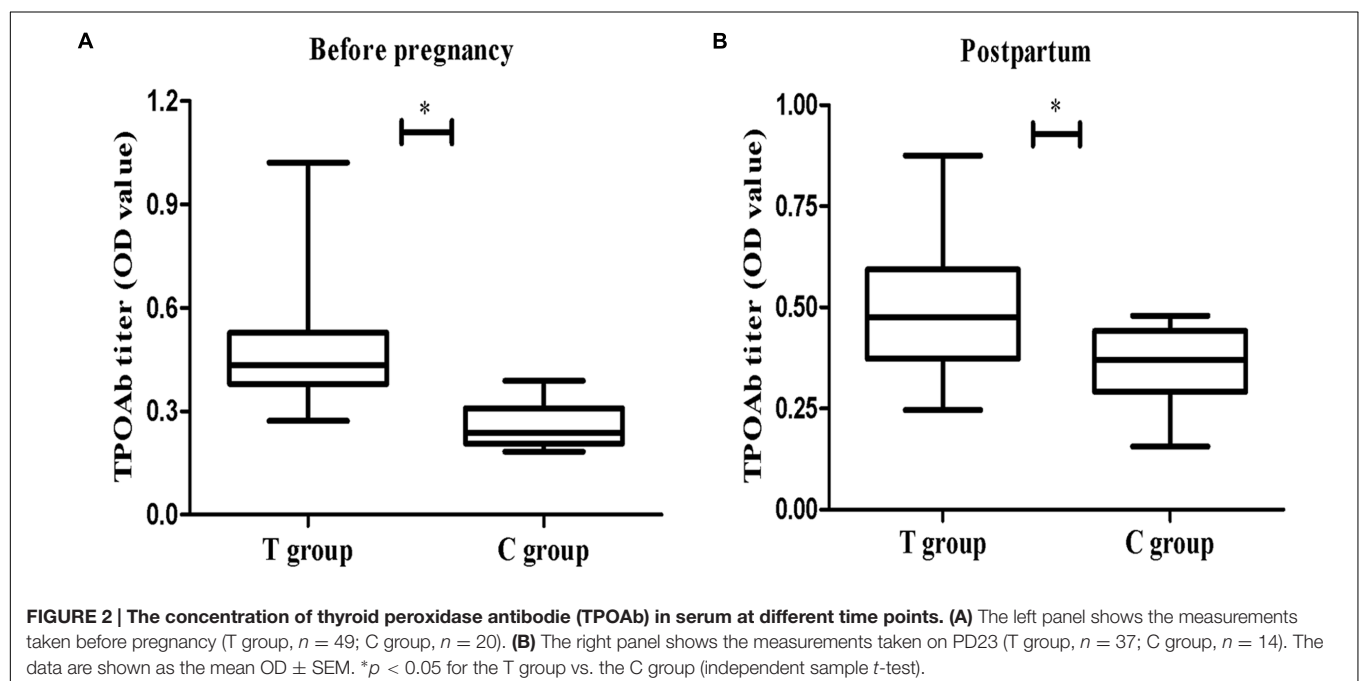 A
Before pregnancy
TPOAb titer (OD value)
1.2
0.9
0.6
0.3
0.0
*
T group
C group
B
Postpartum
TPOAb titer (OD value)
1.00
0.75
0.50
0.25
0.00
*
T group
C group
FIGURE 2 | The concentration of thyroid peroxidase antibodie (TPOAb) in serum at different time points. (A) The left panel shows the measurements
taken before pregnancy (T group, n = 49; C group, n = 20). (B) The right panel shows the measurements taken on PD23 (T group, n = 37; C group, n = 14). The
data are shown as the mean OD ± SEM. *p < 0.05 for the T group vs. the C group (independent sample t-test).